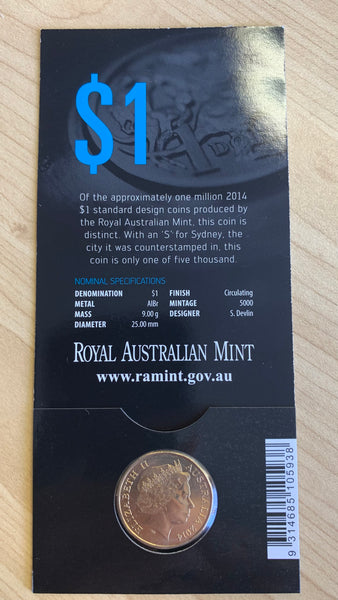 $1
Of the approximately one million 2014
$1 standard design coins produced by
the Royal Australian Mint, this coin is
distinct. With an 'S' for Sydney, the
city it was counterstamped in, this
coin is only one of five thousand.
NOMINAL SPECIFICATIONS
DENOMINATION $1 FINISH Circulating
METAL AlBr MINTAGE 5000
MASS 9.00 g DESIGNER S. Devlin
DIAMETER 25.00 mm
ROYAL AUSTRALIAN MINT
www.ramint.gov.au
ELIZABETH II AUSTRALIA 2014
9 314685 105938